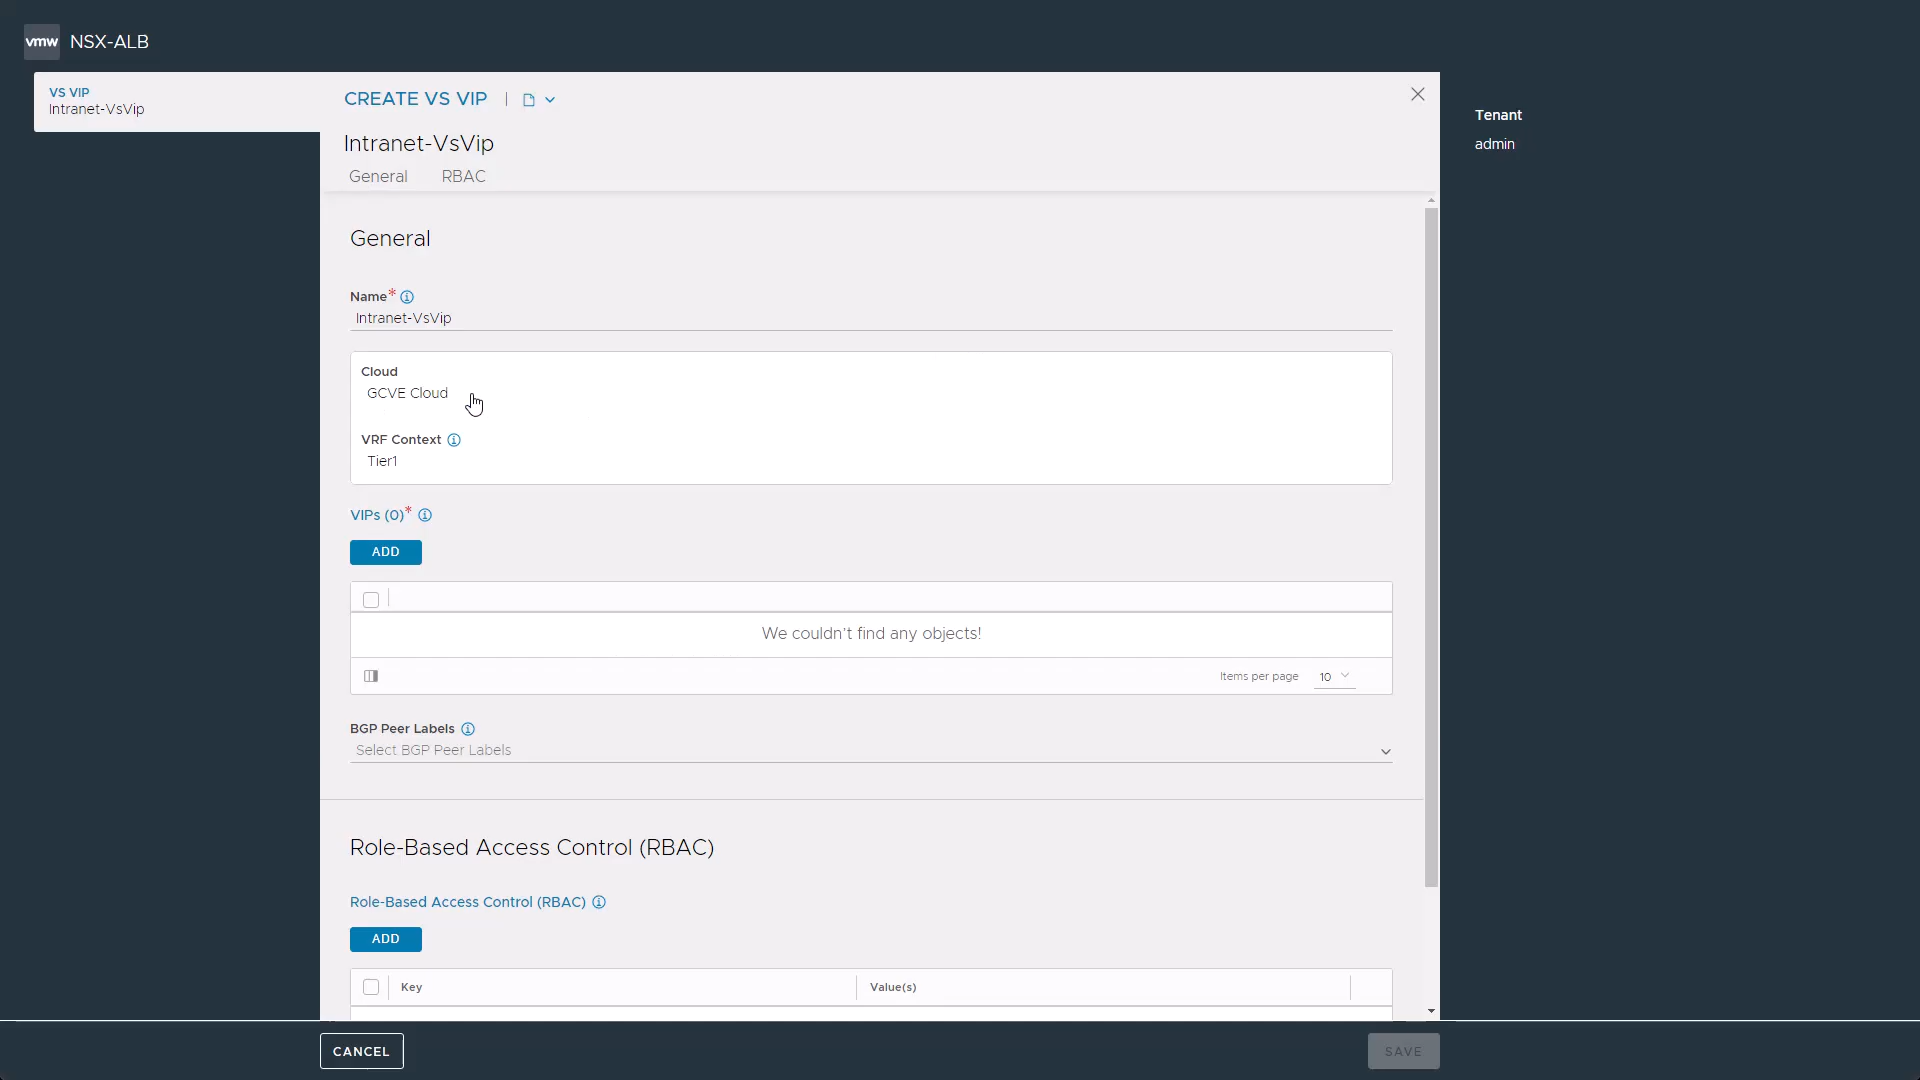 vmw NSX-ALB
VS VIP
Intranet-VsVip
CREATE VS VIP
Intranet-VsVip
General RBAC
Tenant
admin
General
Name*
Intranet-VsVip
Cloud
GCVE Cloud
VRF Context
Tier1
VIPs (0)*
ADD
We couldn't find any objects!
Items per page 10
BGP Peer Labels
Select BGP Peer Labels
Role-Based Access Control (RBAC)
Role-Based Access Control (RBAC)
ADD
Key Value(s)
CANCEL SAVE